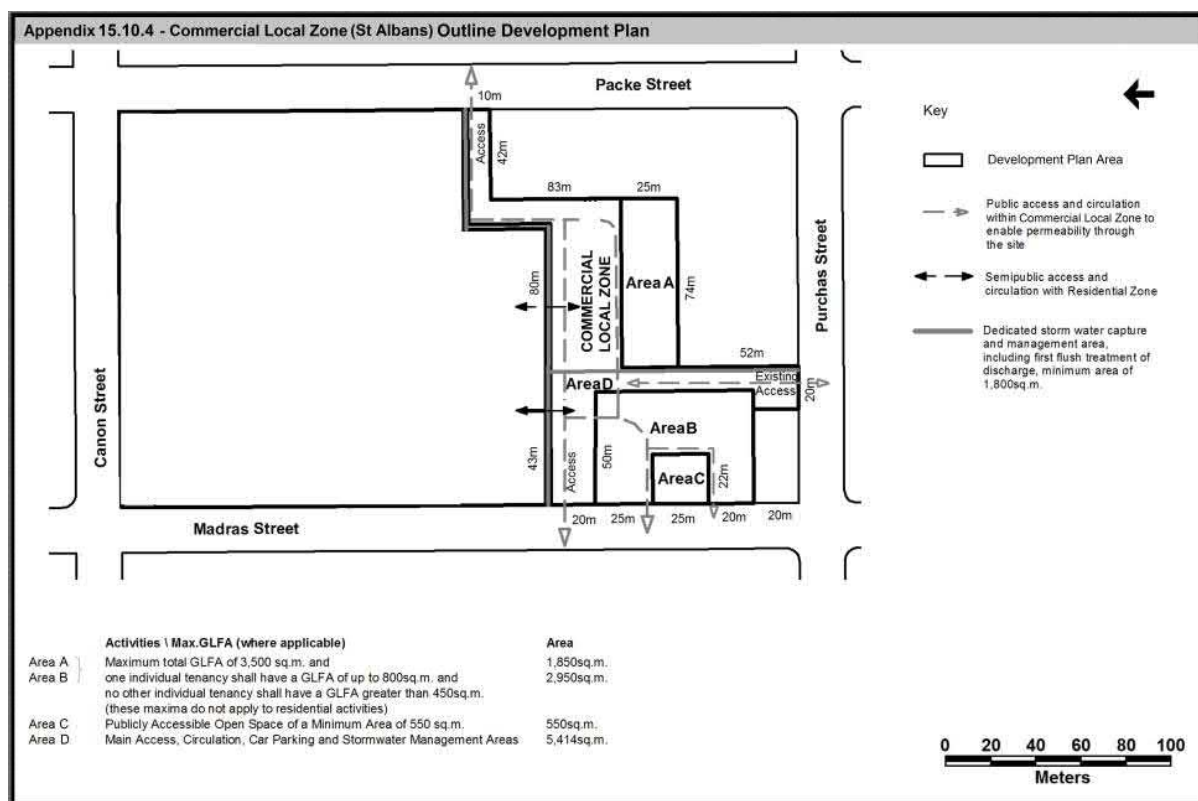 Appendix 15.10.4 - Commercial Local Zone (St Albans) Outline Development Plan
Packe Street
10m
Access
42m
83m
25m
80m
COMMERCIAL
LOCAL ZONE
Area A
74m
52m
Existing
Access
20m
Area D
Area B
Area C
43m
Access
50m
22m
20m
25m
25m
20m
20m
Canon Street
Madras Street
Purchas Street
Key
Development Plan Area
Public access and circulation
within Commercial Local Zone to
enable permeability through
the site
Semipublic access and
circulation with Residential Zone
Dedicated storm water capture
and management area,
including first flush treatment of
discharge, minimum area of
1,800sq.m.
Activities \ Max.GLFA (where applicable) Area
Area A Maximum total GLFA of 3,500 sq.m. and 1,850sq.m.
Area B one individual tenancy shall have a GLFA of up to 800sq.m. and 2,950sq.m.
no other individual tenancy shall have a GLFA greater than 450sq.m.
(these maxima do not apply to residential activities)
Area C Publicly Accessible Open Space of a Minimum Area of 550 sq.m. 550sq.m.
Area D Main Access, Circulation, Car Parking and Stormwater Management Areas 5,414sq.m.
0 20 40 60 80 100
Meters